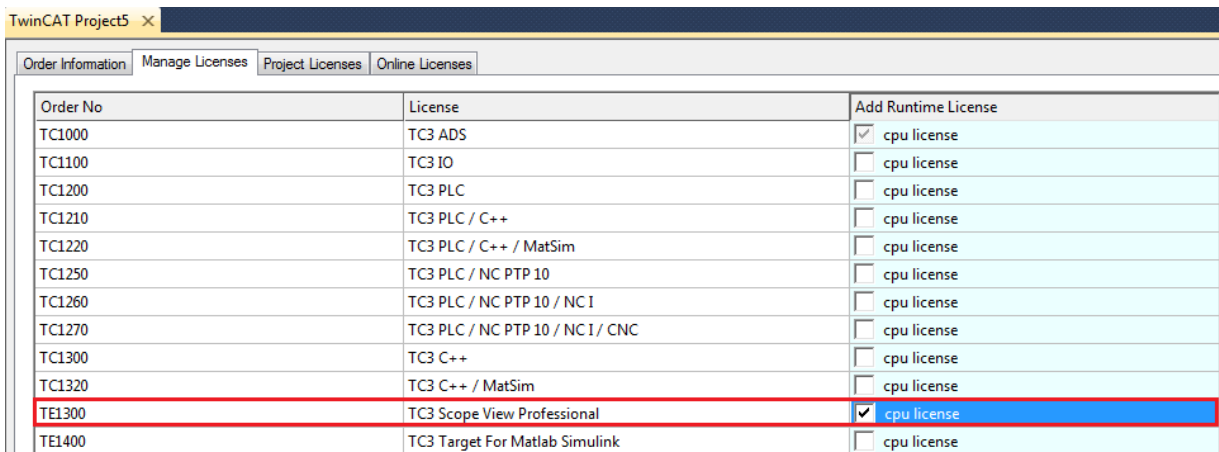 TwinCAT Project5
Order Information Manage Licenses Project Licenses Online Licenses
Order No License Add Runtime License
TC1000 TC3 ADS cpu license
TC1100 TC3 IO cpu license
TC1200 TC3 PLC cpu license
TC1210 TC3 PLC / C++ cpu license
TC1220 TC3 PLC / C++ / MatSim cpu license
TC1250 TC3 PLC / NC PTP 10 cpu license
TC1260 TC3 PLC / NC PTP 10 / NC I cpu license
TC1270 TC3 PLC / NC PTP 10 / NC I / CNC cpu license
TC1300 TC3 C++ cpu license
TC1320 TC3 C++ / MatSim cpu license
TE1300 TC3 Scope View Professional cpu license
TE1400 TC3 Target For Matlab Simulink cpu license